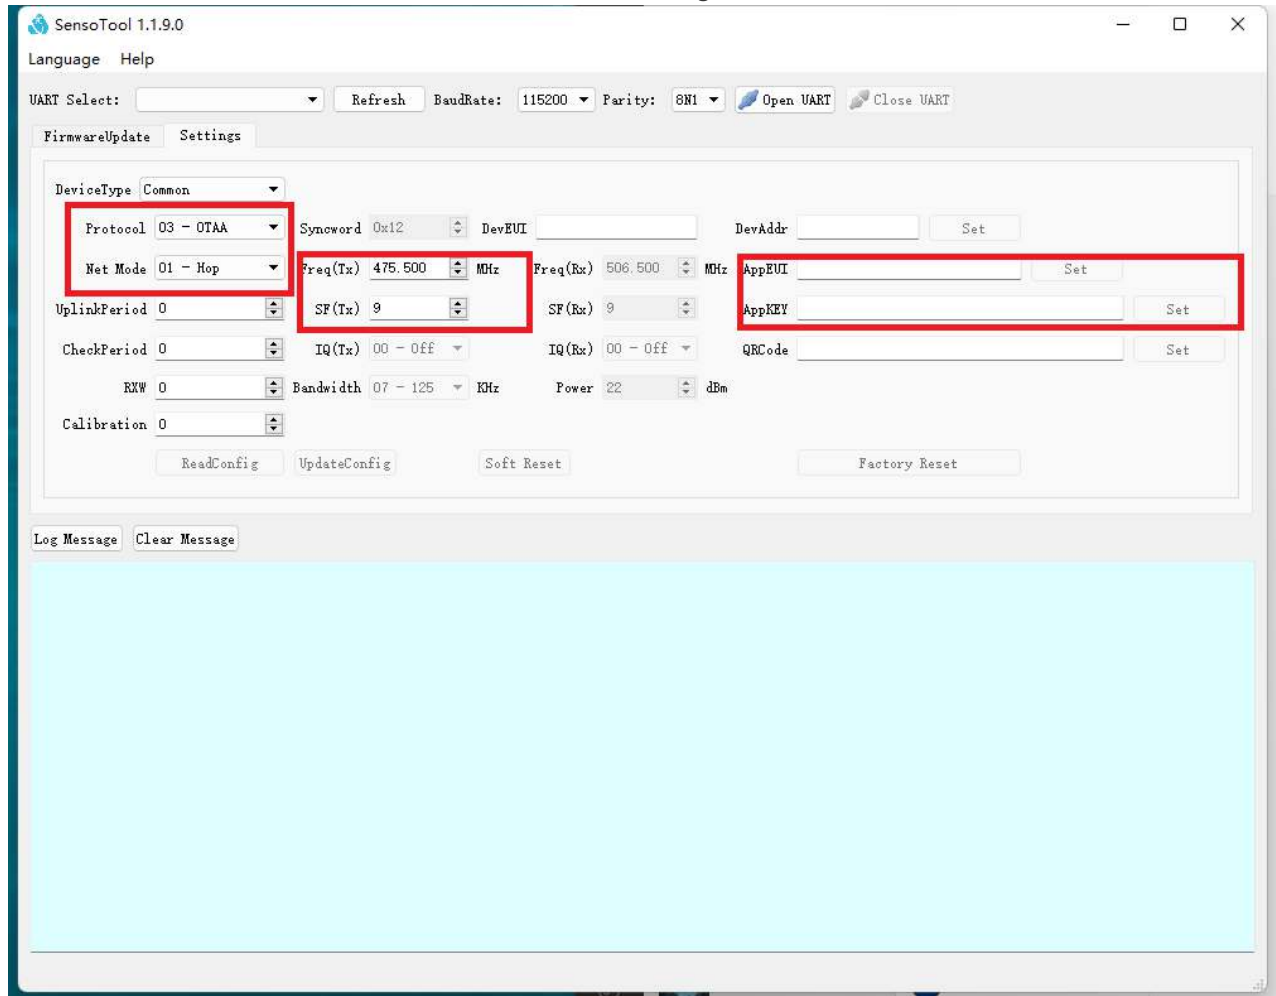 SensoTool 1.1.9.0
Language Help
UART Select: Refresh BaudRate: 115200 Parity: 8N1 Open UART Close UART
FirmwareUpdate Settings
DeviceType Common
Protocol 03 - OTAA Syncword 0x12 DevEUI DevAddr Set
Net Mode 01 - Hop Freq(Tx) 475.500 MHz Freq(Rx) 506.500 MHz AppEUI Set
UplinkPeriod 0 SF(Tx) 9 SF(Rx) 9 AppKEY Set
CheckPeriod 0 IQ(Tx) 00 - Off IQ(Rx) 00 - Off QRCode Set
RXW 0 Bandwidth 07 - 125 KHz Power 22 dBm
Calibration 0
ReadConfig UpdateConfig Soft Reset Factory Reset
Log Message Clear Message